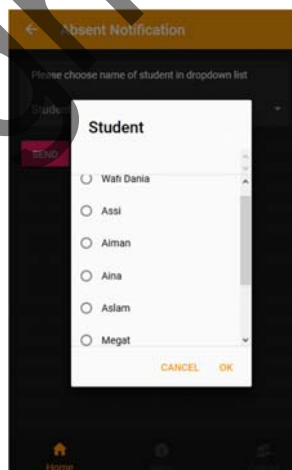 Absent Notification
Please choose name of student in dropdown list
Student
Student
SEND
Wafi Dania
Assi
Aiman
Aina
Aslam
Megat
CANCEL OK
Home